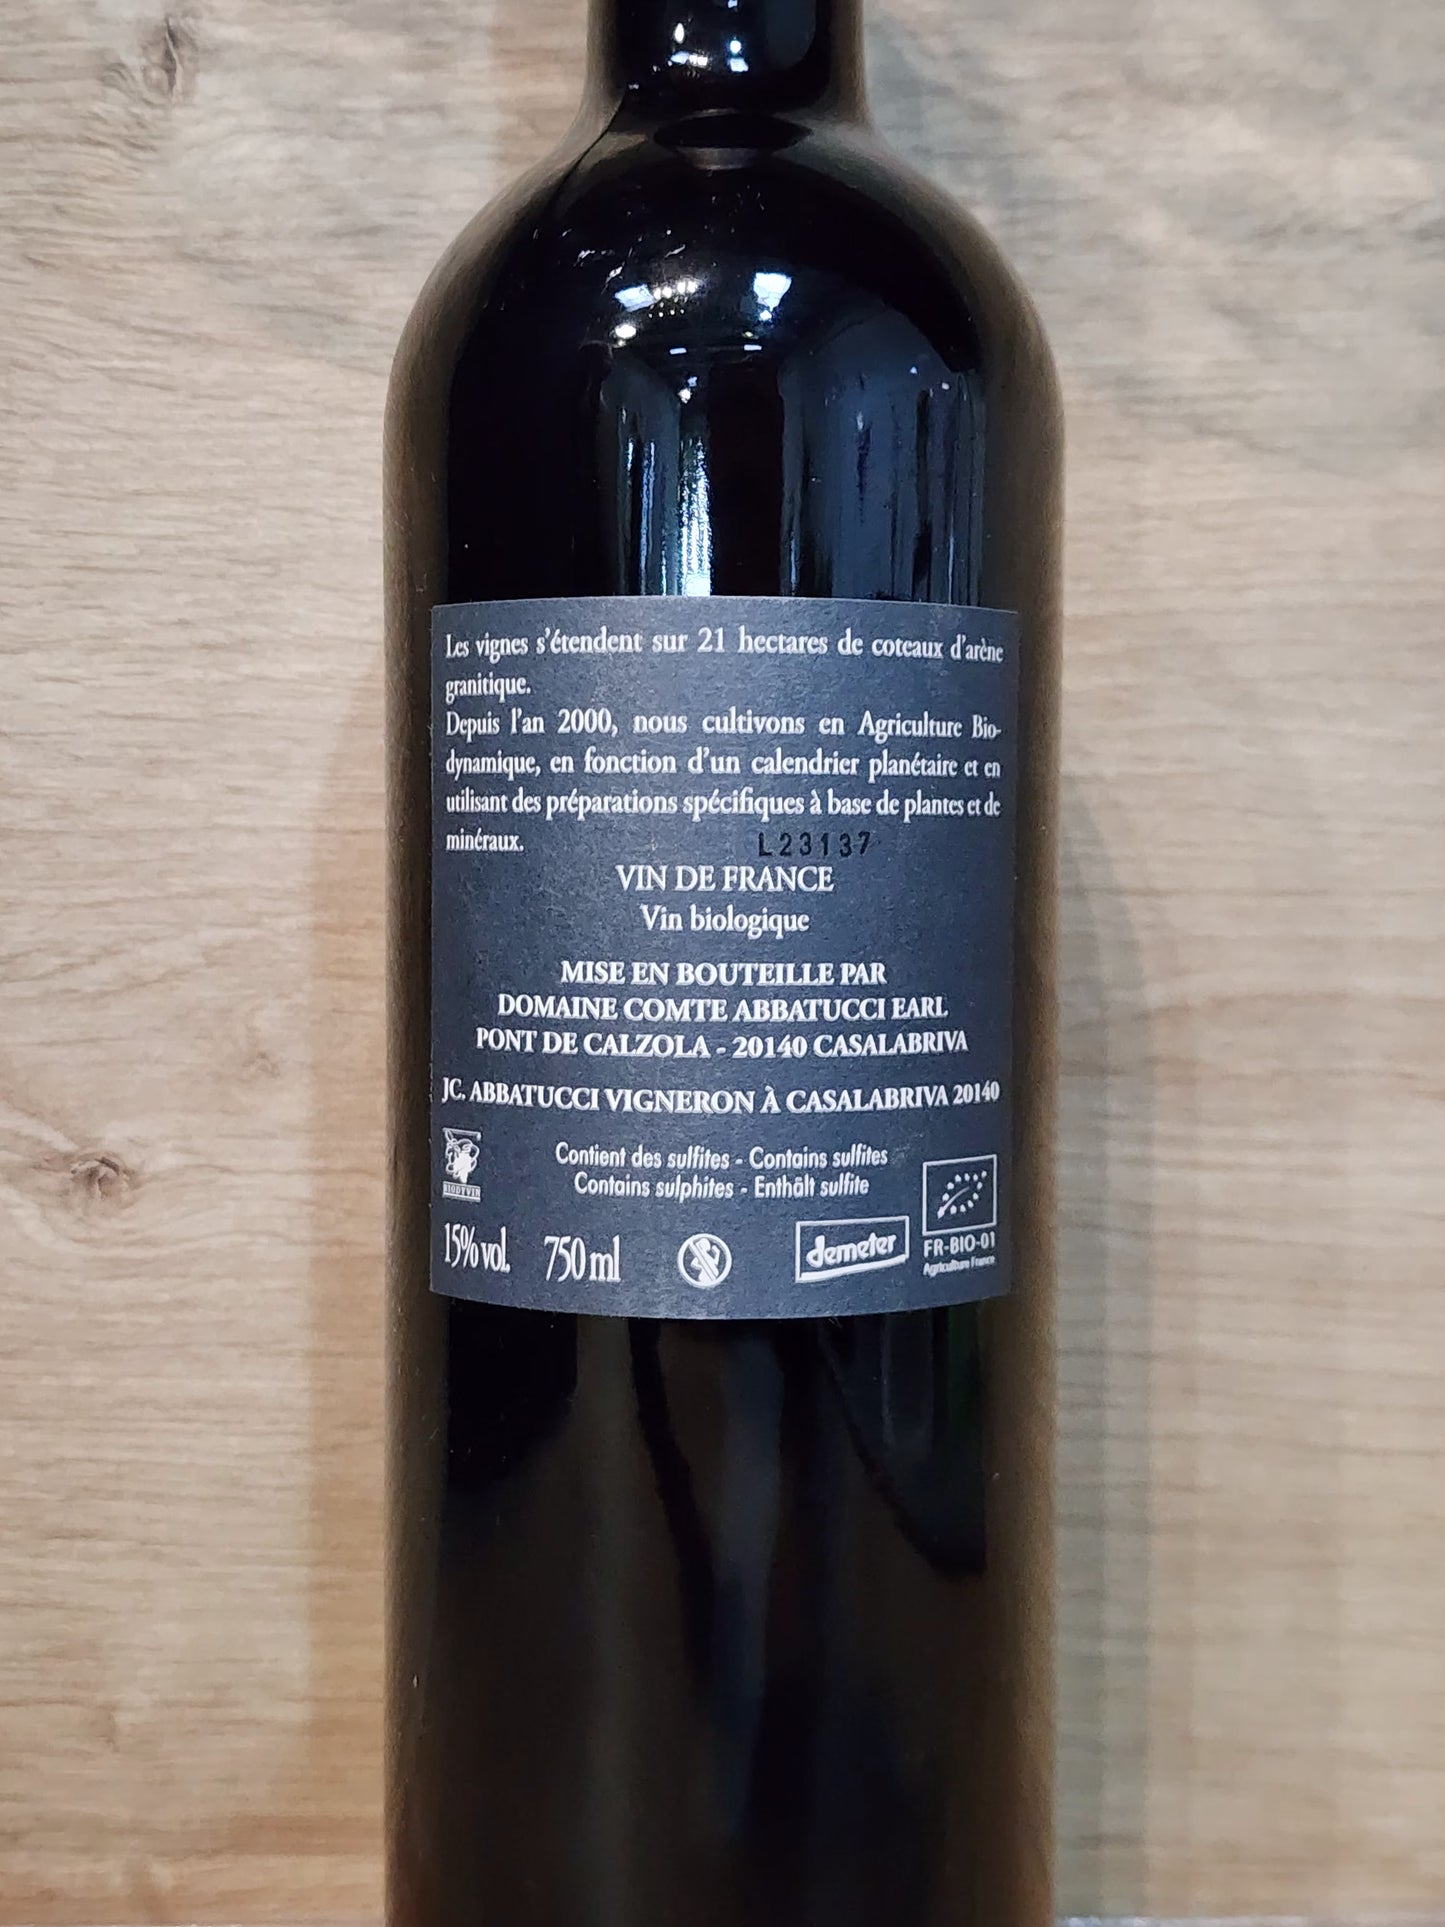 Les vignes s'étendent sur 21 hectares de coteaux d'arène
granitique.
Depuis l'an 2000, nous cultivons en Agriculture Bio-
dynamique, en fonction d'un calendrier planétaire et en
utilisant des préparations spécifiques à base de plantes et de
minéraux.
L23137
VIN DE FRANCE
Vin biologique
MISE EN BOUTEILLE PAR
DOMAINE COMTE ABBATUCCI EARL
PONT DE CALZOLA - 20140 CASALABRIVA
JC. ABBATUCCI VIGNERON À CASALABRIVA 20140
Contient des sulfites - Contains sulfites
Contains sulphites - Enthält sulfite
BIODYVIN
15% vol. 750 ml
demeter
FR-BIO-01
Agriculture France